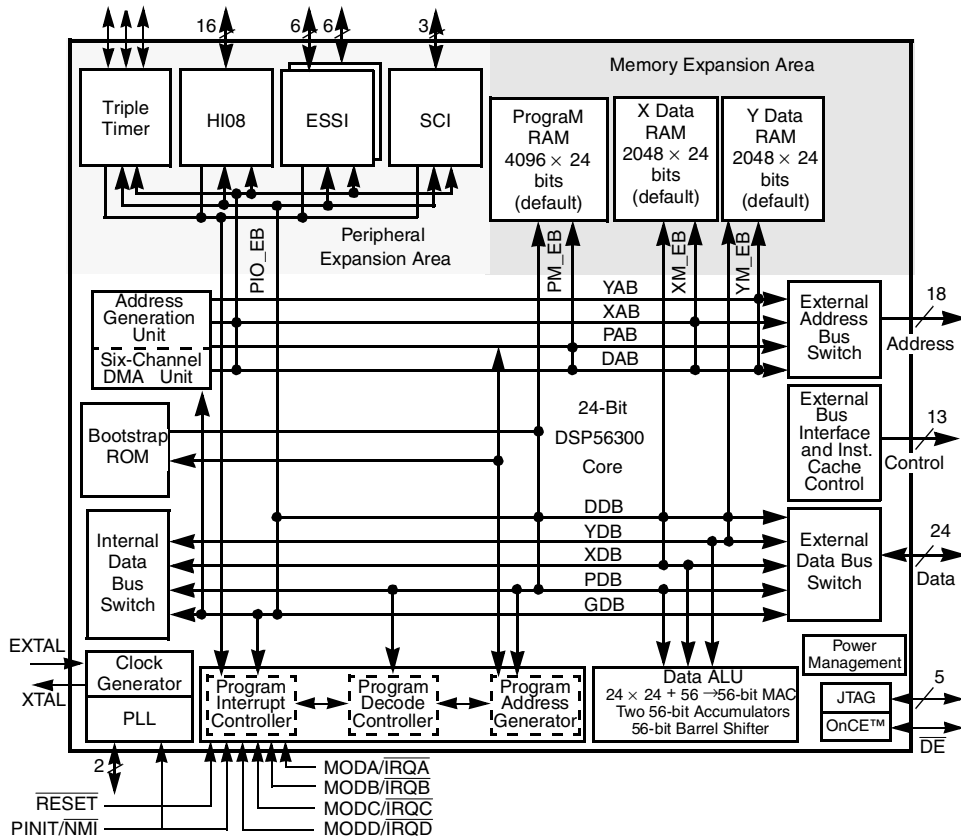 16
6
6
3
Memory Expansion Area
Triple
Timer
HI08
ESSI
SCI
PrograM
RAM
4096 × 24
bits
(default)
X Data
RAM
2048 × 24
bits
(default)
Y Data
RAM
2048 × 24
bits
(default)
Peripheral
Expansion Area
PIO_EB
PM_EB
XM_EB
YM_EB
Address
Generation
Unit
Six-Channel
DMA Unit
YAB
XAB
PAB
DAB
External
Address
Bus
Switch
18
Address
Bootstrap
ROM
24-Bit
DSP56300
Core
External
Bus
Interface
and Inst.
Cache
Control
13
Control
Internal
Data
Bus
Switch
DDB
YDB
XDB
PDB
GDB
External
Data Bus
Switch
24
Data
EXTAL
XTAL
Clock
Generator
PLL
Program
Interrupt
Controller
Program
Decode
Controller
Program
Address
Generator
Data ALU
24 × 24 + 56 →56-bit MAC
Two 56-bit Accumulators
56-bit Barrel Shifter
Power
Management
JTAG
OnCE™
5
DE
2
RESET
PINIT/NMI
MODA/IRQA
MODB/IRQB
MODC/IRQC
MODD/IRQD